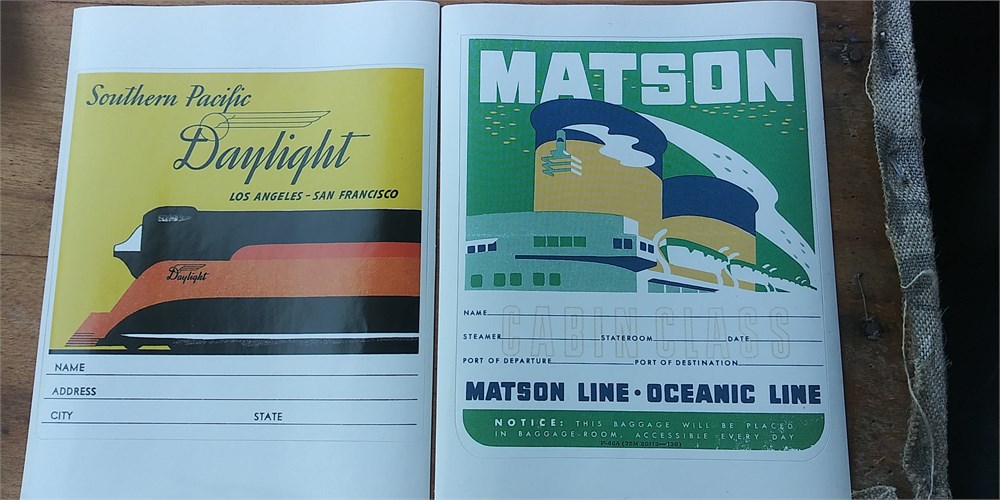 Southern Pacific
Daylight
LOS ANGELES - SAN FRANCISCO
Daylight
NAME
ADDRESS
CITY STATE
MATSON
CABIN CLASS
NAME
STEAMER STATEROOM DATE
PORT OF DEPARTURE PORT OF DESTINATION
MATSON LINE • OCEANIC LINE
NOTICE: THIS BAGGAGE WILL BE PLACED
IN BAGGAGE-ROOM, ACCESSIBLE EVERY DAY